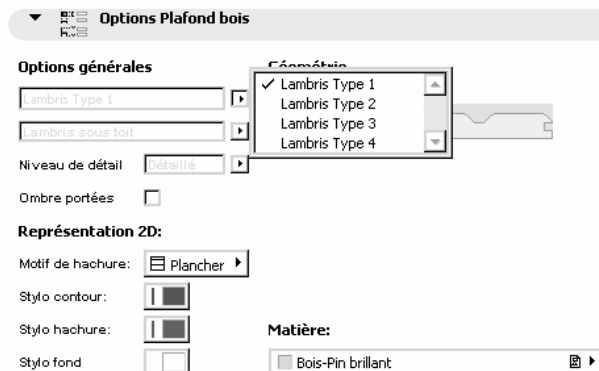 Options Plafond bois
Options générales
Géométrie
Lambris Type 1
Lambris Type 1
Lambris Type 2
Lambris Type 3
Lambris Type 4
Lambris sous toit
Niveau de détail Détaillé
Ombre portées
Représentation 2D:
Motif de hachure: Plancher
Stylo contour:
Stylo hachure:
Matière:
Stylo fond
Bois-Pin brillant